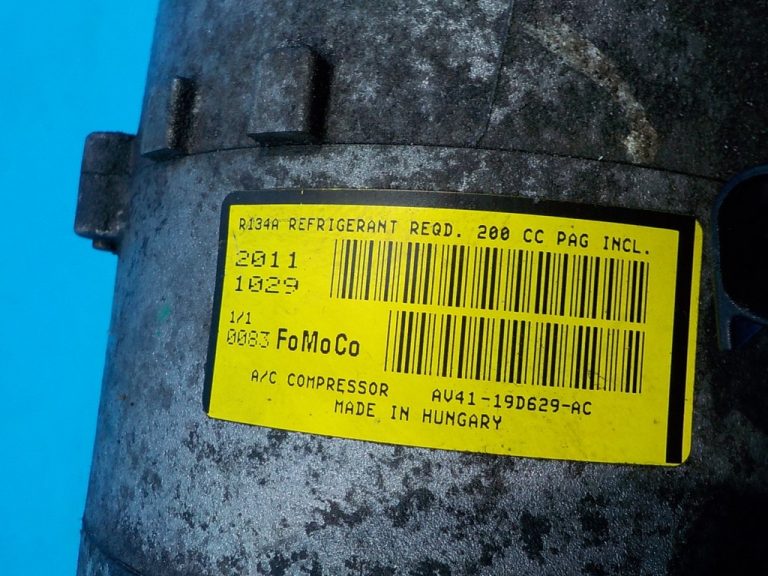 R134A REFRIGERANT REQD. 200 CC PAG INCL.
2011
1029
1/1
0083 FoMoCo
A/C COMPRESSOR AV41-19D629-AC
MADE IN HUNGARY